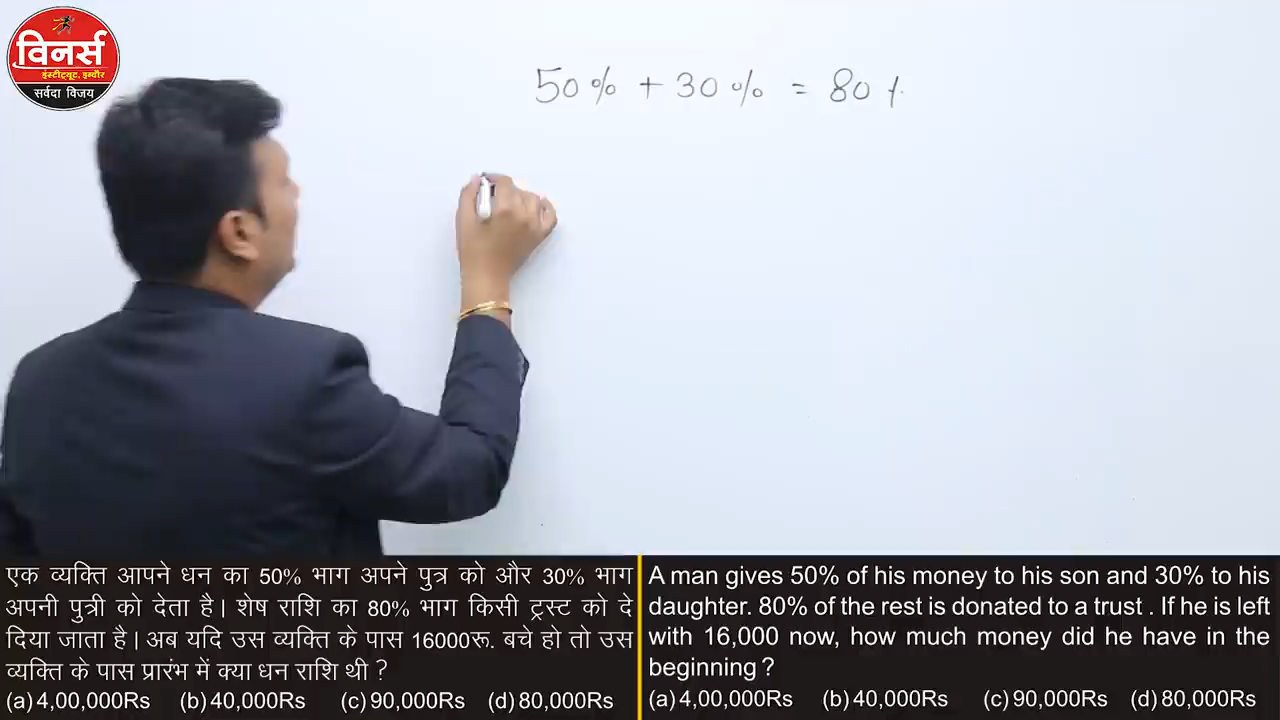 विनर्स
इंस्टीट्यूट, इन्दौर
सर्वदा विजय
50% + 30% = 80%
एक व्यक्ति आपने धन का 50% भाग अपने पुत्र को और 30% भाग
अपनी पुत्री को देता है। शेष राशि का 80% भाग किसी ट्रस्ट को दे
दिया जाता है। अब यदि उस व्यक्ति के पास 16000रू. बचे हो तो उस
व्यक्ति के पास प्रारंभ में क्या धन राशि थी ?
(a) 4,00,000Rs (b) 40,000Rs (c) 90,000Rs (d) 80,000Rs
A man gives 50% of his money to his son and 30% to his
daughter. 80% of the rest is donated to a trust . If he is left
with 16,000 now, how much money did he have in the
beginning ?
(a) 4,00,000Rs (b) 40,000Rs (c) 90,000Rs (d) 80,000Rs